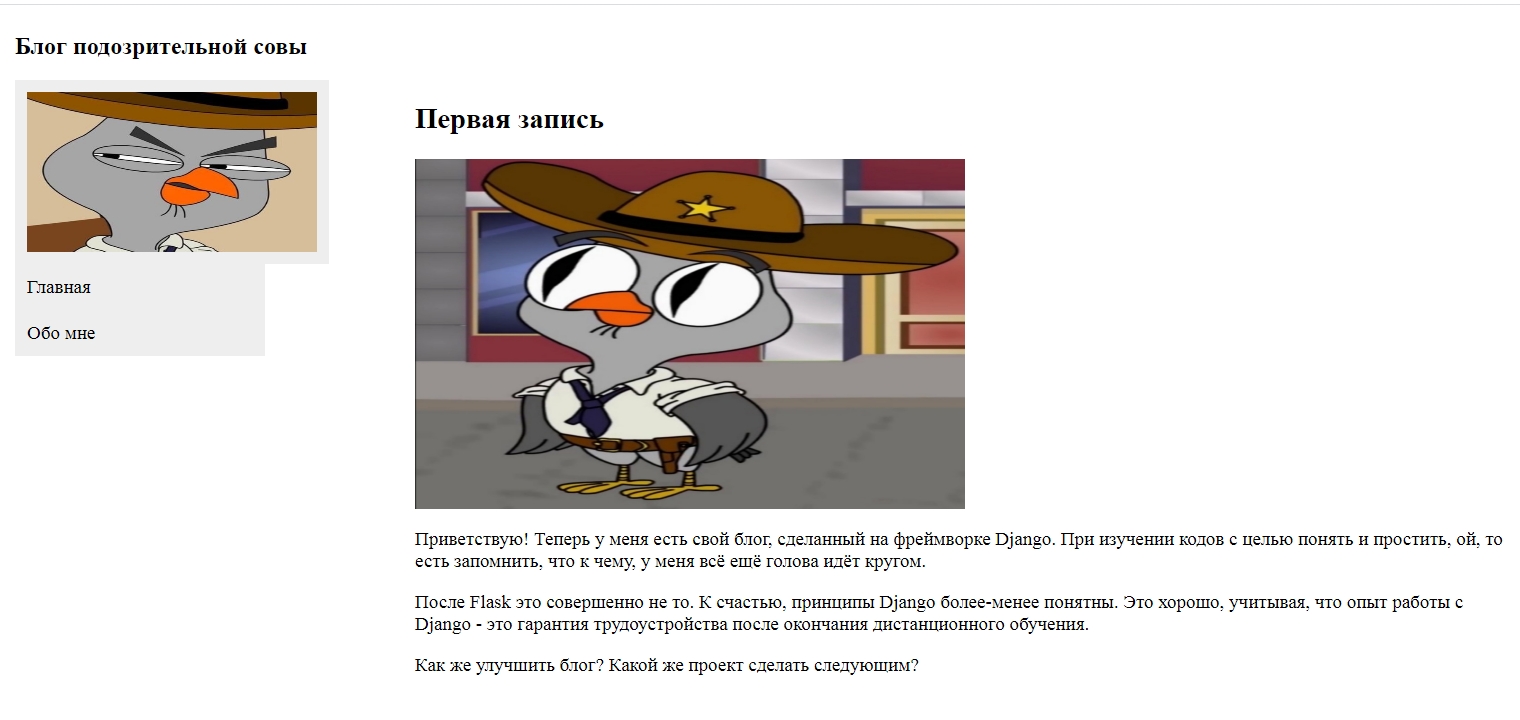 Блог подозрительной совы
Главная
Обо мне
Первая запись
Приветствую! Теперь у меня есть свой блог, сделанный на фреймворке Django. При изучении кодов с целью понять и простить, ой, то
есть запомнить, что к чему, у меня всё ещё голова идёт кругом.
После Flask это совершенно не то. К счастью, принципы Django более-менее понятны. Это хорошо, учитывая, что опыт работы с
Django - это гарантия трудоустройства после окончания дистанционного обучения.
Как же улучшить блог? Какой же проект сделать следующим?